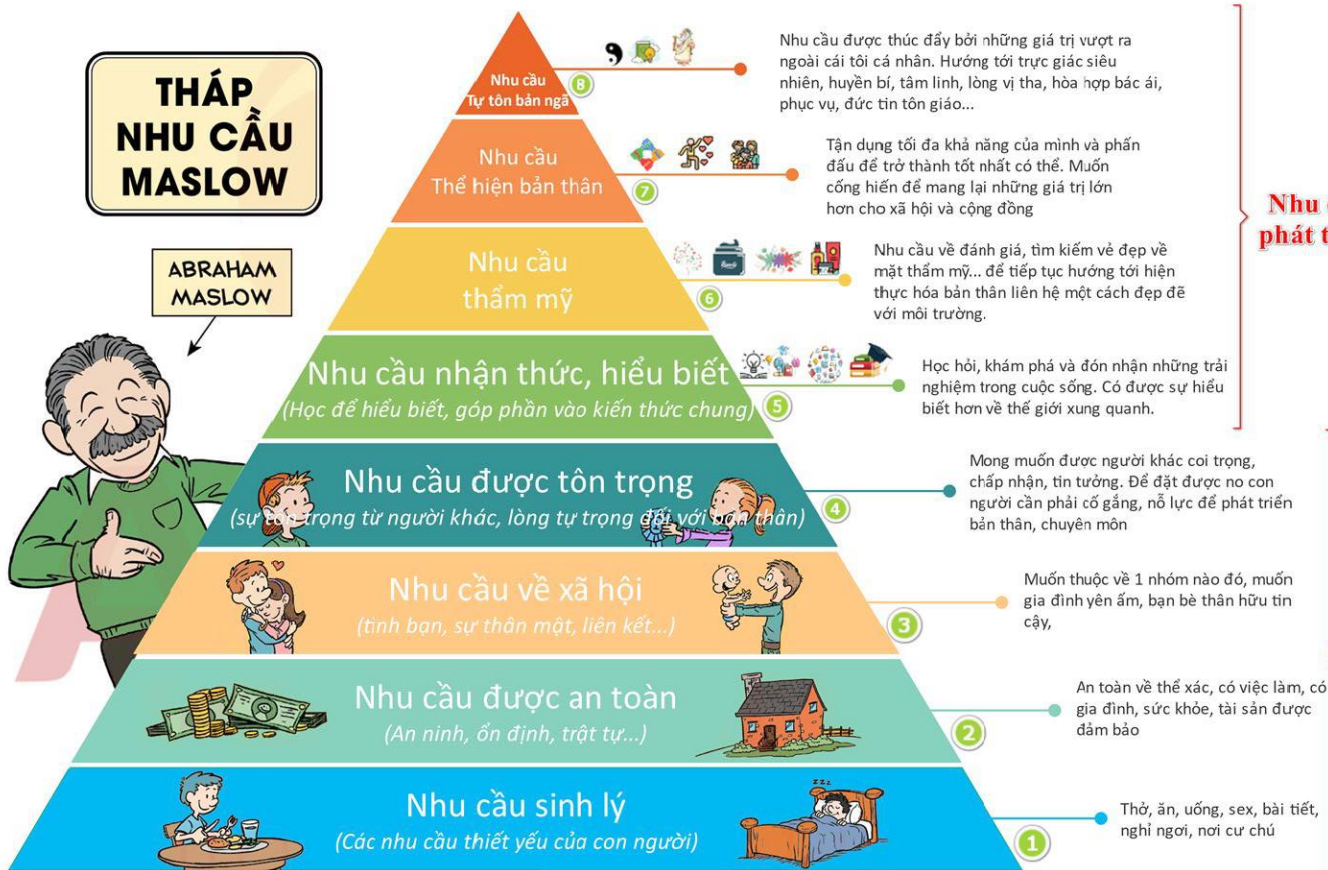 THÁP
NHU CẦU
MASLOW
ABRAHAM
MASLOW
Nhu cầu
Tự tôn bản ngã
8
Nhu cầu được thúc đẩy bởi những giá trị vượt ra
ngoài cái tôi cá nhân. Hướng tới trực giác siêu
nhiên, huyền bí, tâm linh, lòng vị tha, hòa hợp bác ái,
phục vụ, đức tin tôn giáo...
Nhu cầu
Thể hiện bản thân
7
Tận dụng tối đa khả năng của mình và phấn
đấu để trở thành tốt nhất có thể. Muốn
cống hiến để mang lại những giá trị lớn
hơn cho xã hội và cộng đồng
Nhu
phát t
Nhu cầu
thẩm mỹ
6
Nhu cầu về đánh giá, tìm kiếm vẻ đẹp về
mặt thẩm mỹ... để tiếp tục hướng tới hiện
thực hóa bản thân liên hệ một cách đẹp đẽ
với môi trường.
Nhu cầu nhận thức, hiểu biết
(Học để hiểu biết, góp phần vào kiến thức chung)
5
Học hỏi, khám phá và đón nhận những trải
nghiệm trong cuộc sống. Có được sự hiểu
biết hơn về thế giới xung quanh.
Nhu cầu được tôn trọng
(sự tôn trọng từ người khác, lòng tự trọng đối với bản thân)
4
Mong muốn được người khác coi trọng,
chấp nhận, tin tưởng. Để đặt được no con
người cần phải cố gắng, nỗ lực để phát triển
bản thân, chuyên môn
Nhu cầu về xã hội
(tình bạn, sự thân mật, liên kết...)
3
Muốn thuộc về 1 nhóm nào đó, muốn
gia đình yên ấm, bạn bè thân hữu tin
cậy,
Nhu cầu được an toàn
(An ninh, ổn định, trật tự...)
2
An toàn về thể xác, có việc làm, có
gia đình, sức khỏe, tài sản được
đảm bảo
Nhu cầu sinh lý
(Các nhu cầu thiết yếu của con người)
zzz
1
Thở, ăn, uống, sex, bài tiết,
nghỉ ngơi, nơi cư chú